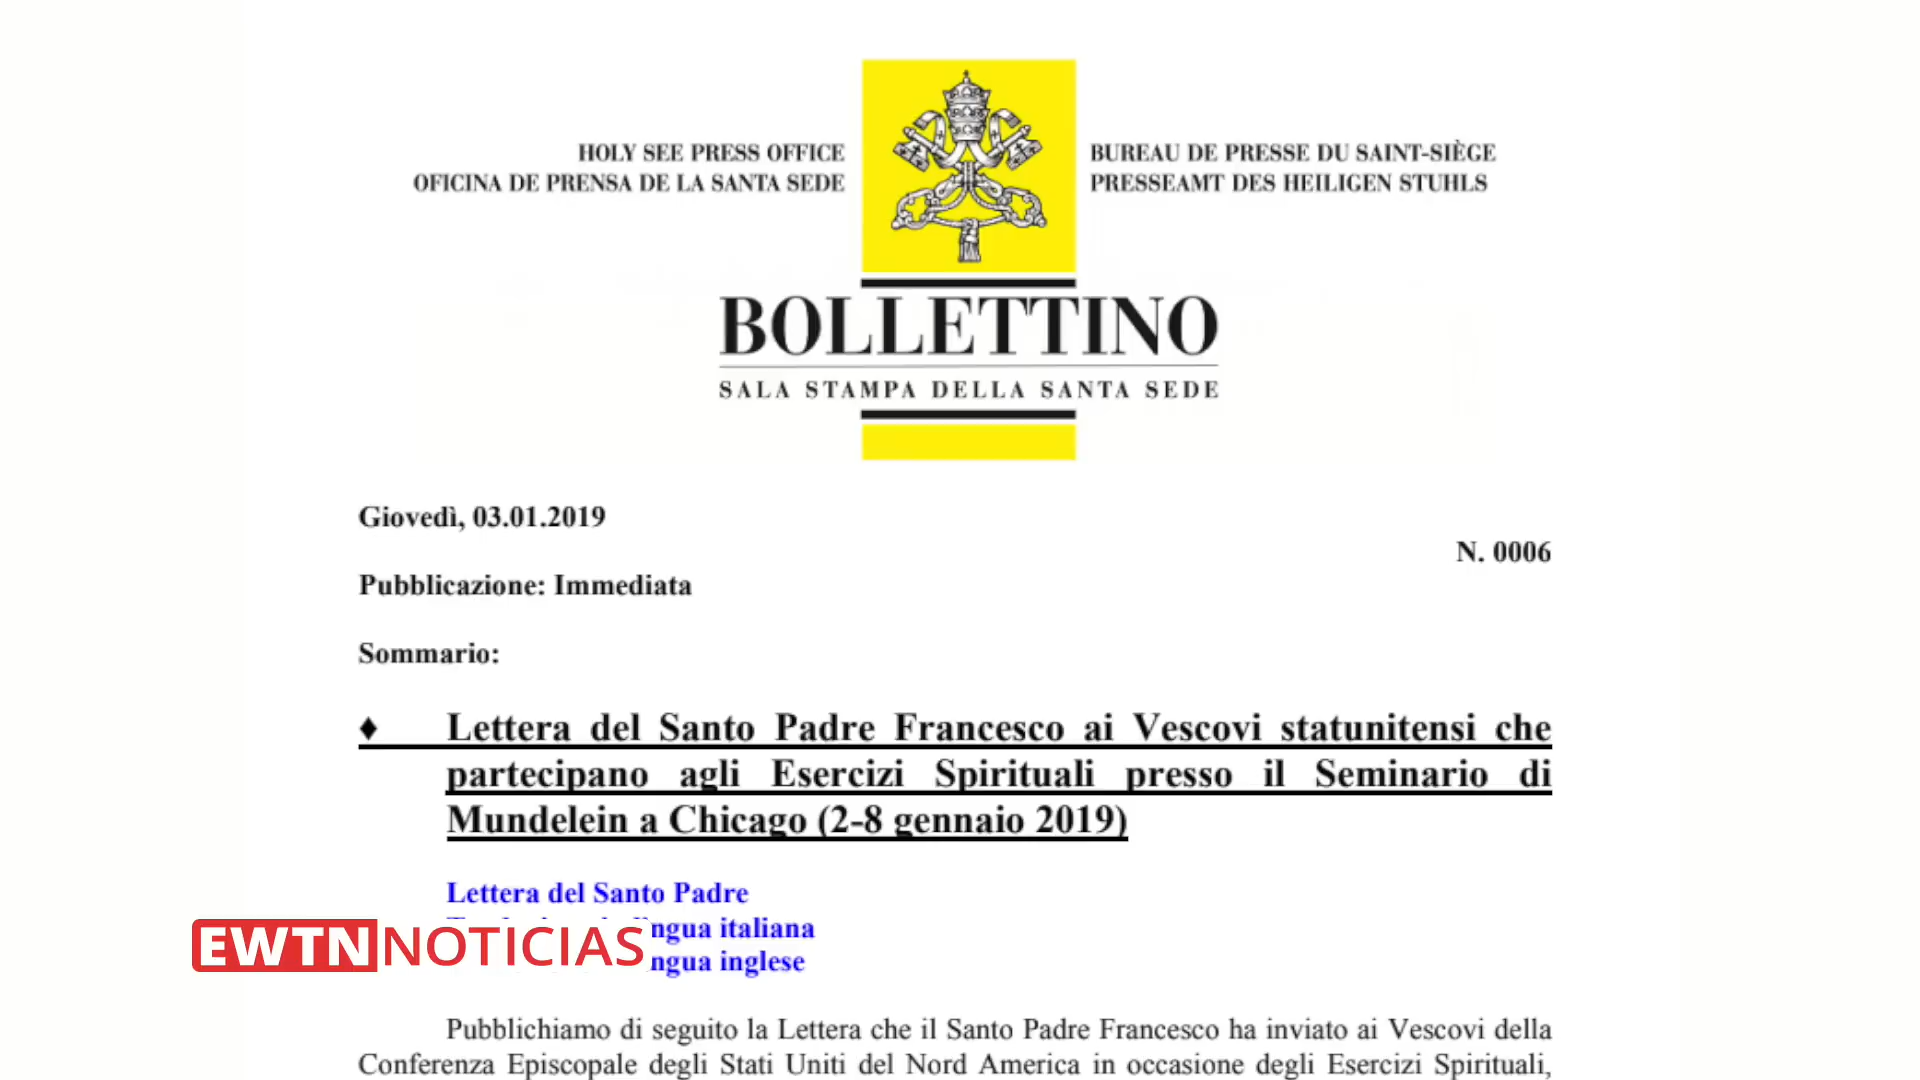 HOLY SEE PRESS OFFICE
OFICINA DE PRENSA DE LA SANTA SEDE
BUREAU DE PRESSE DU SAINT-SIÈGE
PRESSEAMT DES HEILIGEN STUHLS
BOLLETTINO
SALA STAMPA DELLA SANTA SEDE
Giovedì, 03.01.2019
N. 0006
Pubblicazione: Immediata
Sommario:
♦ Lettera del Santo Padre Francesco ai Vescovi statunitensi che
partecipano agli Esercizi Spirituali presso il Seminario di
Mundelein a Chicago (2-8 gennaio 2019)
Lettera del Santo Padre
italiana
inglese
EWTN NOTICIAS
Pubblichiamo di seguito la Lettera che il Santo Padre Francesco ha inviato ai Vescovi della
Conferenza Episcopale degli Stati Uniti del Nord America in occasione degli Esercizi Spirituali,